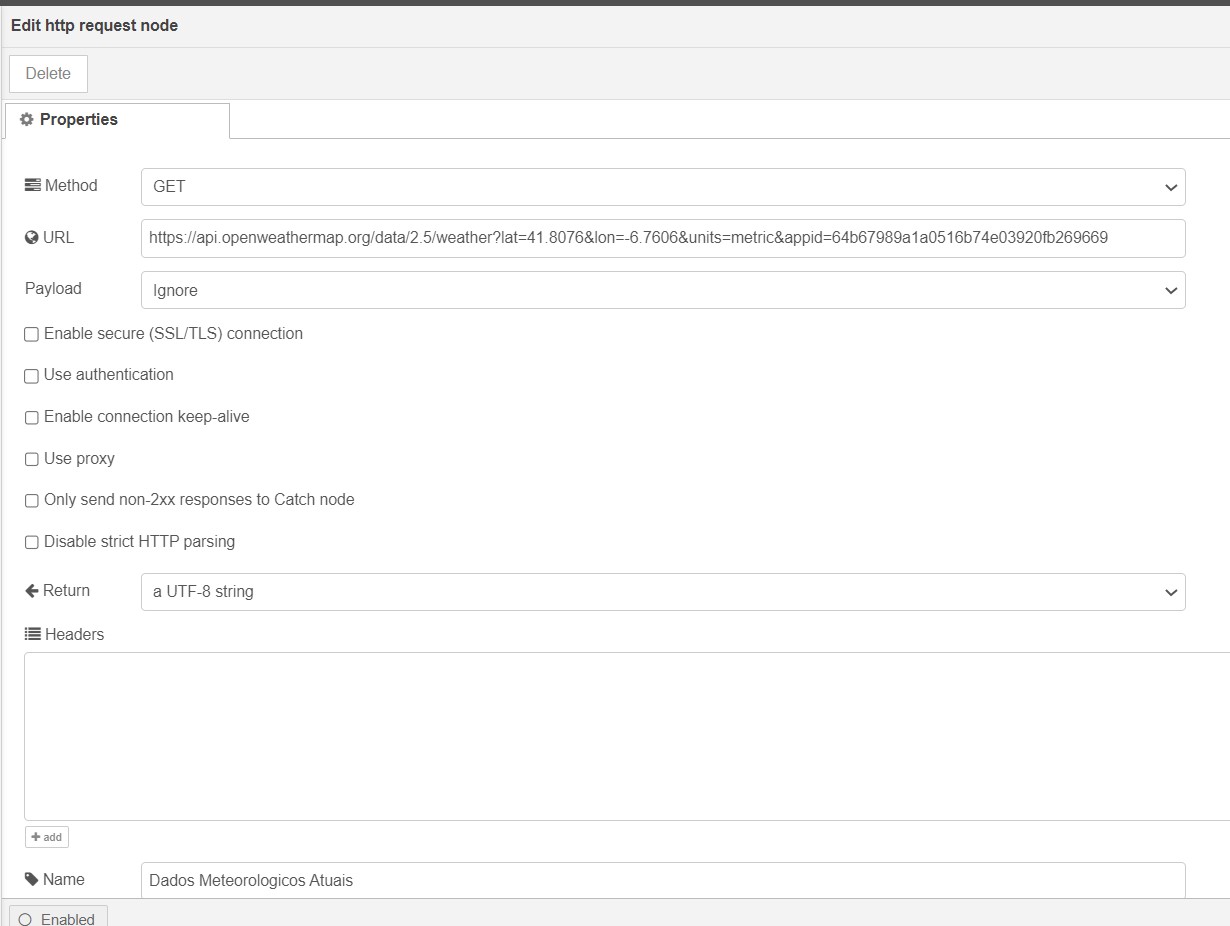 Edit http request node
Delete
Properties
Method
GET
URL
https://api.openweathermap.org/data/2.5/weather?lat=41.8076&lon=-6.7606&units=metric&appid=64b67989a1a0516b74e03920fb269669
Payload
Ignore
Enable secure (SSL/TLS) connection
Use authentication
Enable connection keep-alive
Use proxy
Only send non-2xx responses to Catch node
Disable strict HTTP parsing
Return
a UTF-8 string
Headers
add
Name
Dados Meteorologicos Atuais
Enabled